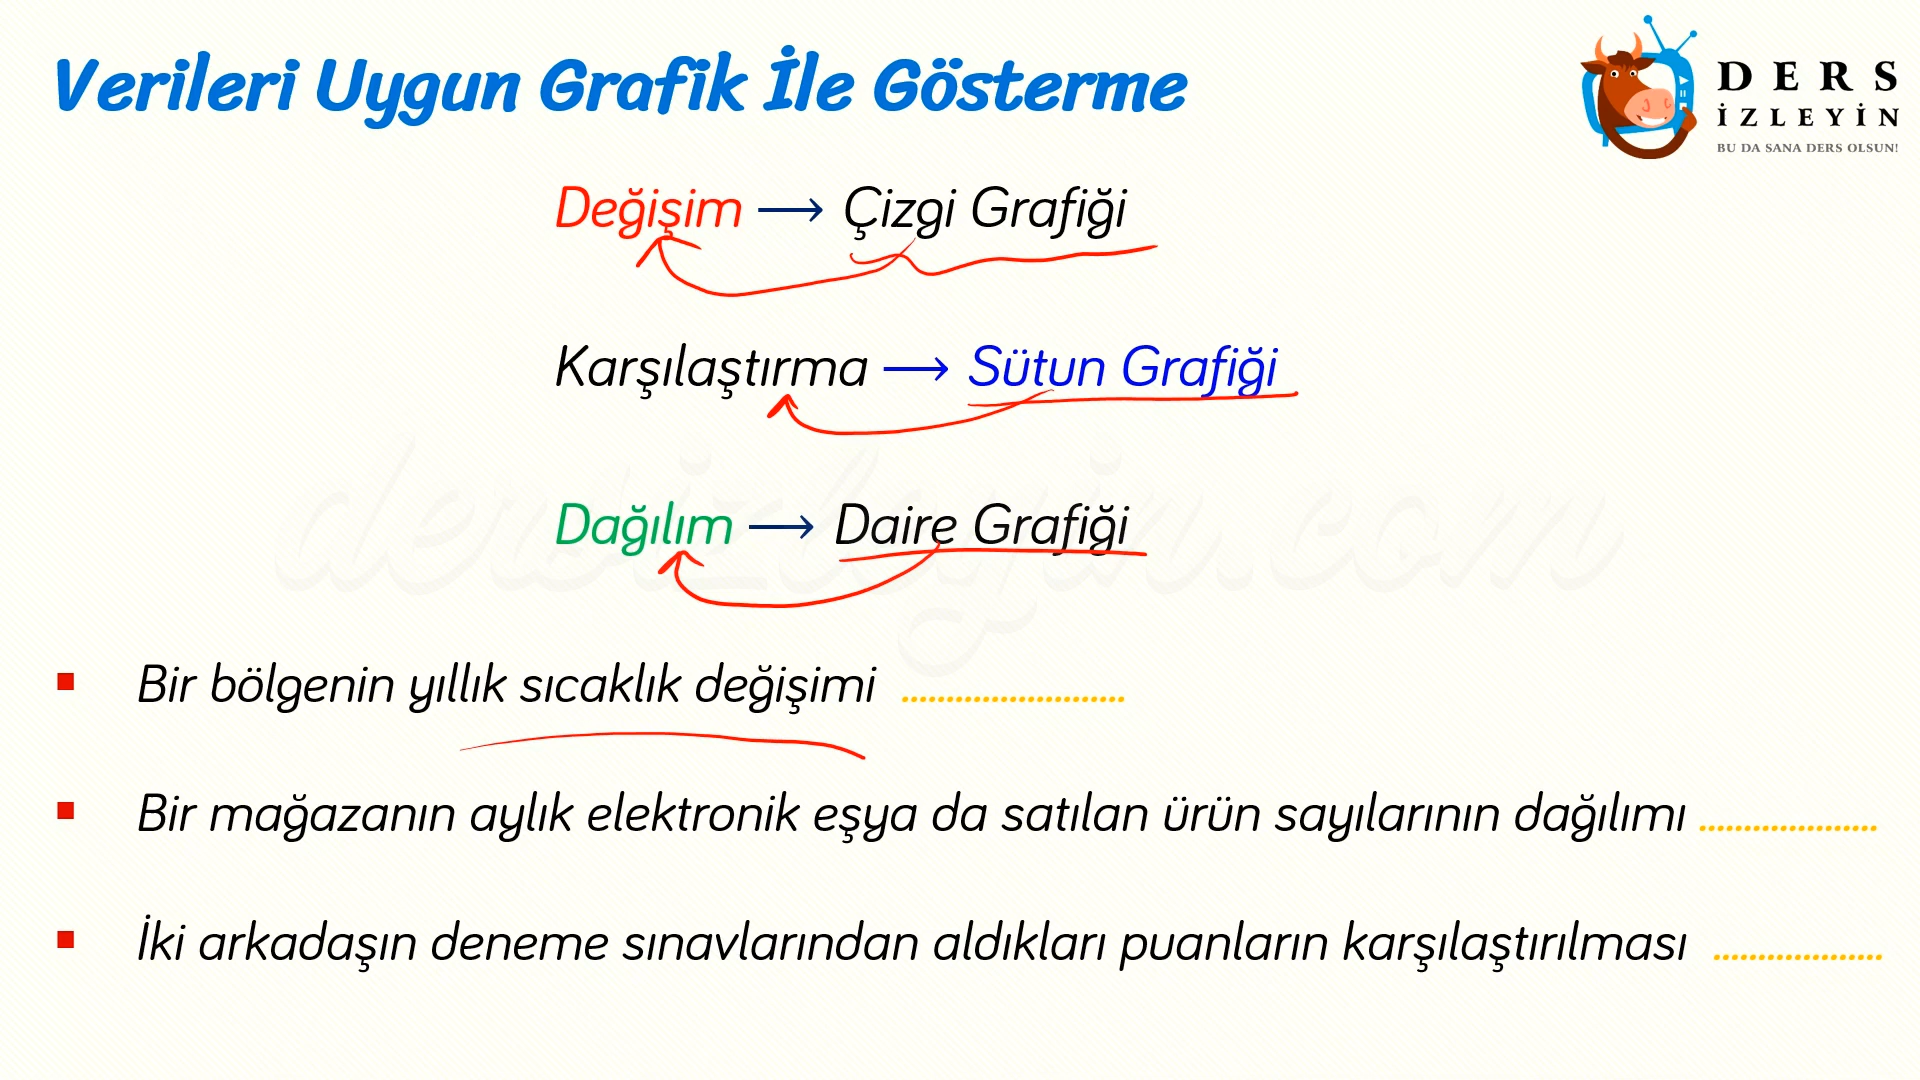 Verileri Uygun Grafik İle Gösterme
DERS
İZLEYİN
BU DA SANA DERS OLSUN!
Değişim → Çizgi Grafiği
Karşılaştırma → Sütun Grafiği
Dağılım → Daire Grafiği
dersizleyin.com
▪ Bir bölgenin yıllık sıcaklık değişimi .........................
▪ Bir mağazanın aylık elektronik eşya da satılan ürün sayılarının dağılımı ....................
▪ İki arkadaşın deneme sınavlarından aldıkları puanların karşılaştırılması ...................